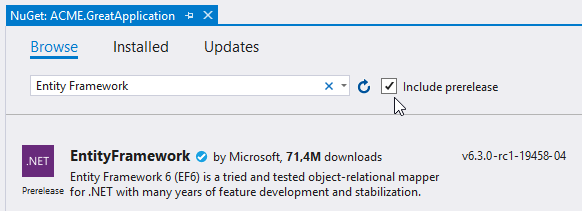 NuGet: ACME.GreatApplication
Browse Installed Updates
Entity Framework Include prerelease
.NET EntityFramework by Microsoft, 71,4M downloads v6.3.0-rc1-19458-04
Prerelease Entity Framework 6 (EF6) is a tried and tested object-relational mapper
for .NET with many years of feature development and stabilization.